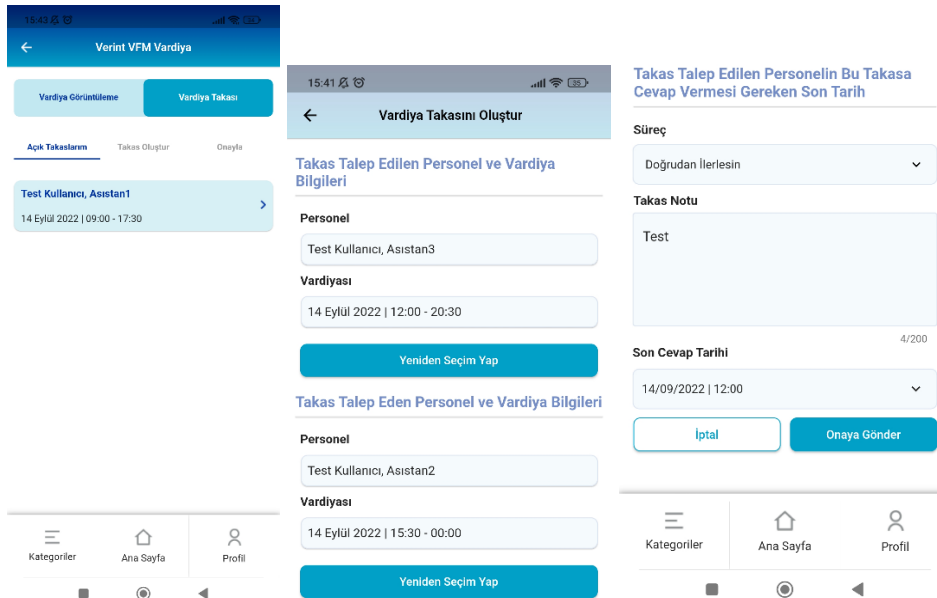 15:43
34
Verint VFM Vardiya
Vardiya Görüntüleme
Vardiya Takası
Açık Takaslarım
Takas Oluştur
Onayla
Test Kullanıcı, Asıstan1
14 Eylül 2022 | 09:00 - 17:30
Kategoriler
Ana Sayfa
Profil
15:41
35
Vardiya Takasını Oluştur
Takas Talep Edilen Personel ve Vardiya
Bilgileri
Personel
Test Kullanıcı, Asıstan3
Vardiyası
14 Eylül 2022 | 12:00 - 20:30
Yeniden Seçim Yap
Takas Talep Eden Personel ve Vardiya Bilgileri
Personel
Test Kullanıcı, Asıstan2
Vardiyası
14 Eylül 2022 | 15:30 - 00:00
Yeniden Seçim Yap
Takas Talep Edilen Personelin Bu Takasa
Cevap Vermesi Gereken Son Tarih
Süreç
Doğrudan İlerlesin
Takas Notu
Test
4/200
Son Cevap Tarihi
14/09/2022 | 12:00
İptal
Onaya Gönder
Kategoriler
Ana Sayfa
Profil